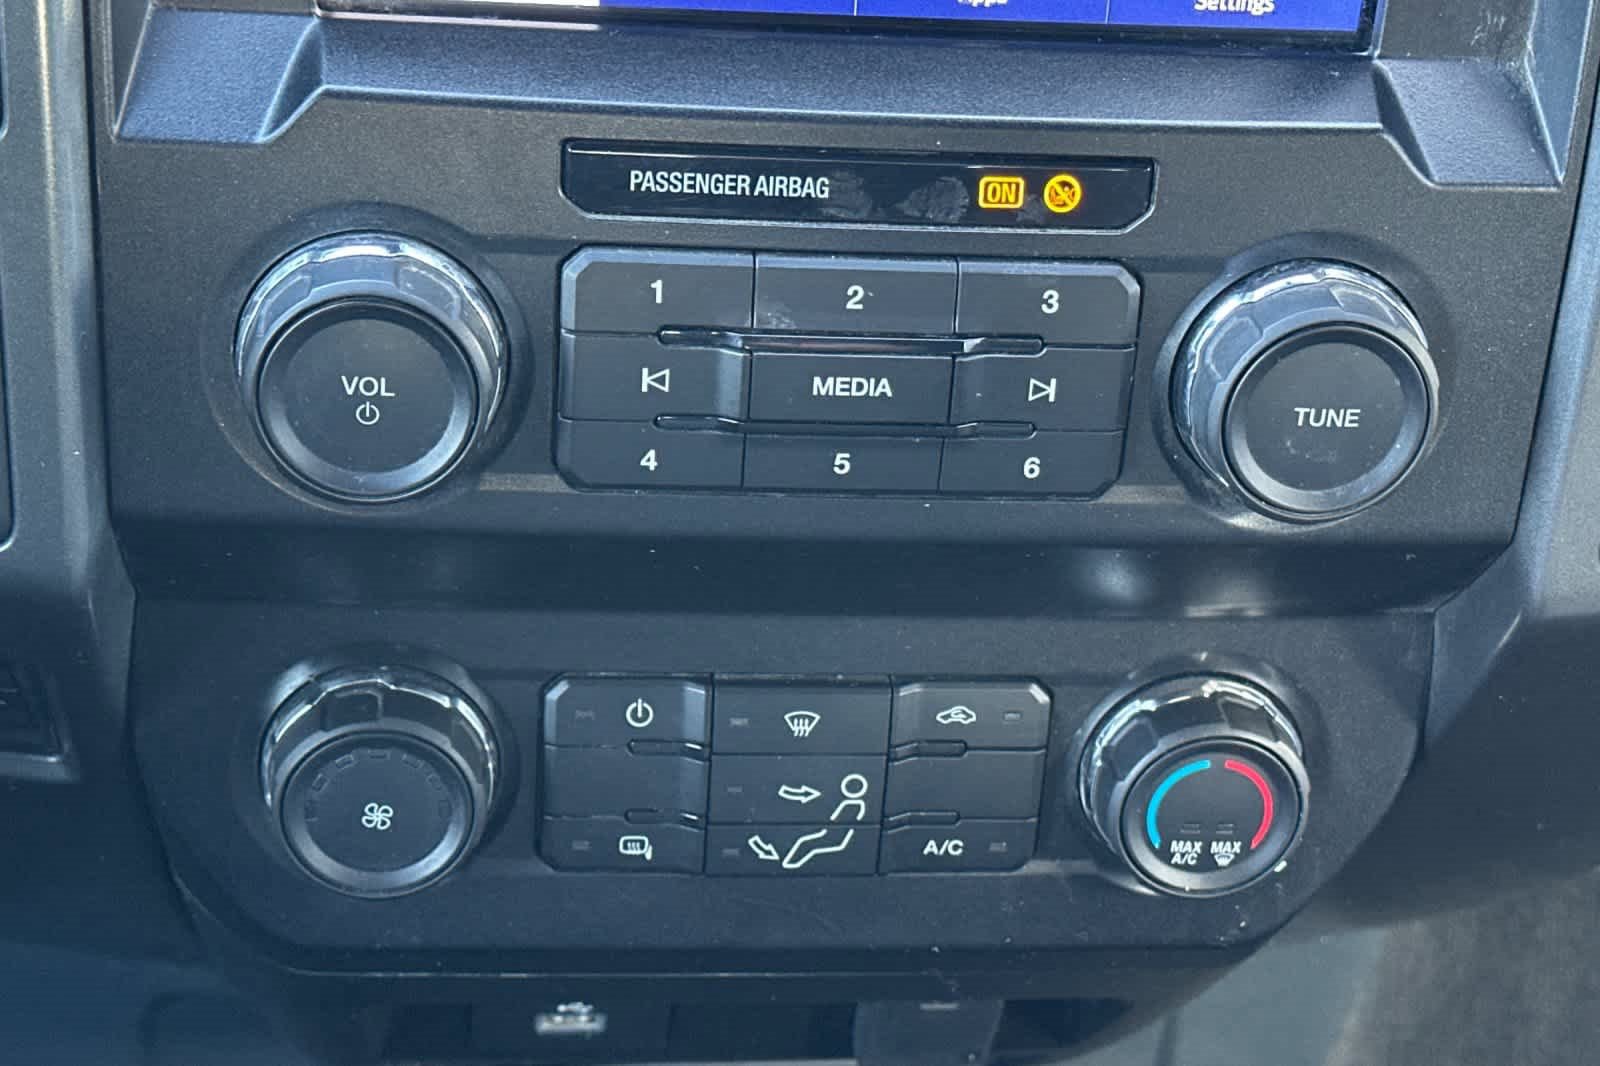 Settings
PASSENGER AIRBAG ON
1 2 3
VOL
MEDIA
TUNE
4 5 6
A/C
MAX A/C
MAX